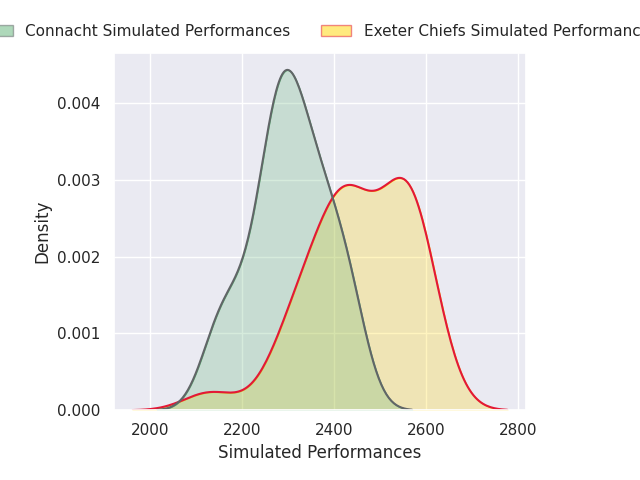 Connacht Simulated Performances
Exeter Chiefs Simulated Performanc
0.004
0.003
0.002
0.001
0.000
Density
2000 2200 2400 2600 2800
Simulated Performances